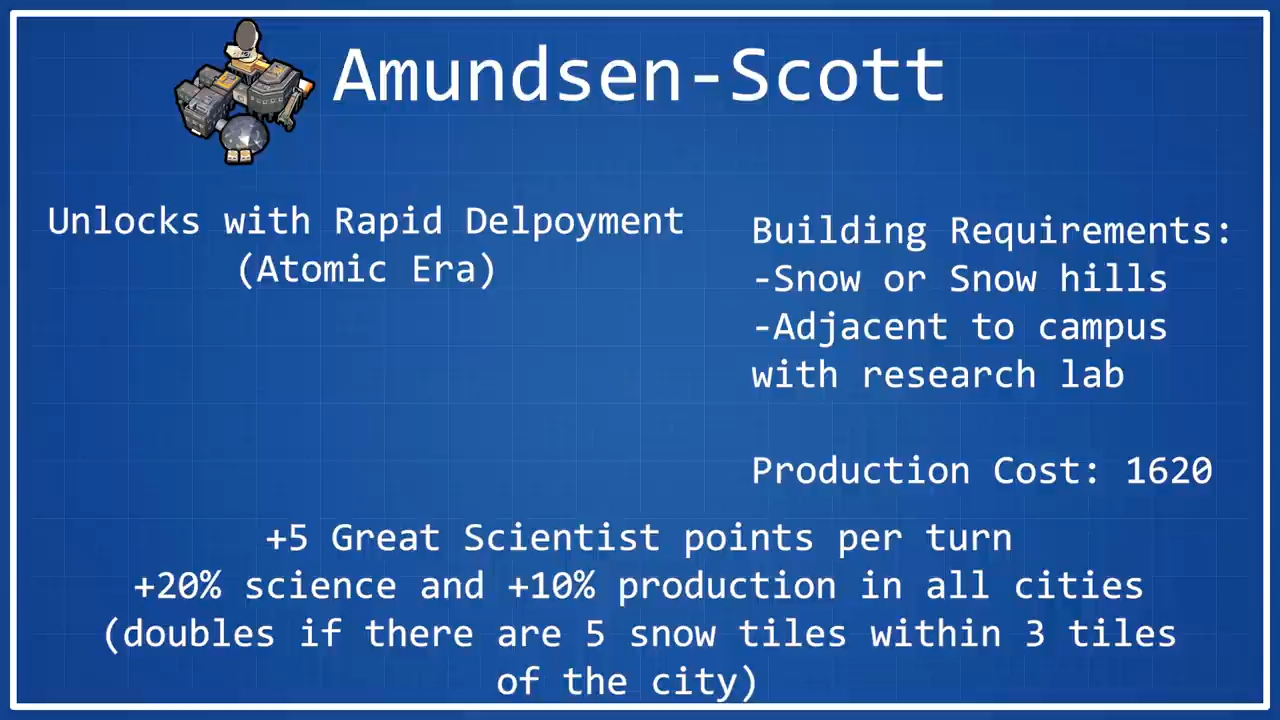 Amundsen-Scott
Unlocks with Rapid Delpoyment
(Atomic Era)
Building Requirements:
-Snow or Snow hills
-Adjacent to campus
with research lab
Production Cost: 1620
+5 Great Scientist points per turn
+20% science and +10% production in all cities
(doubles if there are 5 snow tiles within 3 tiles
of the city)